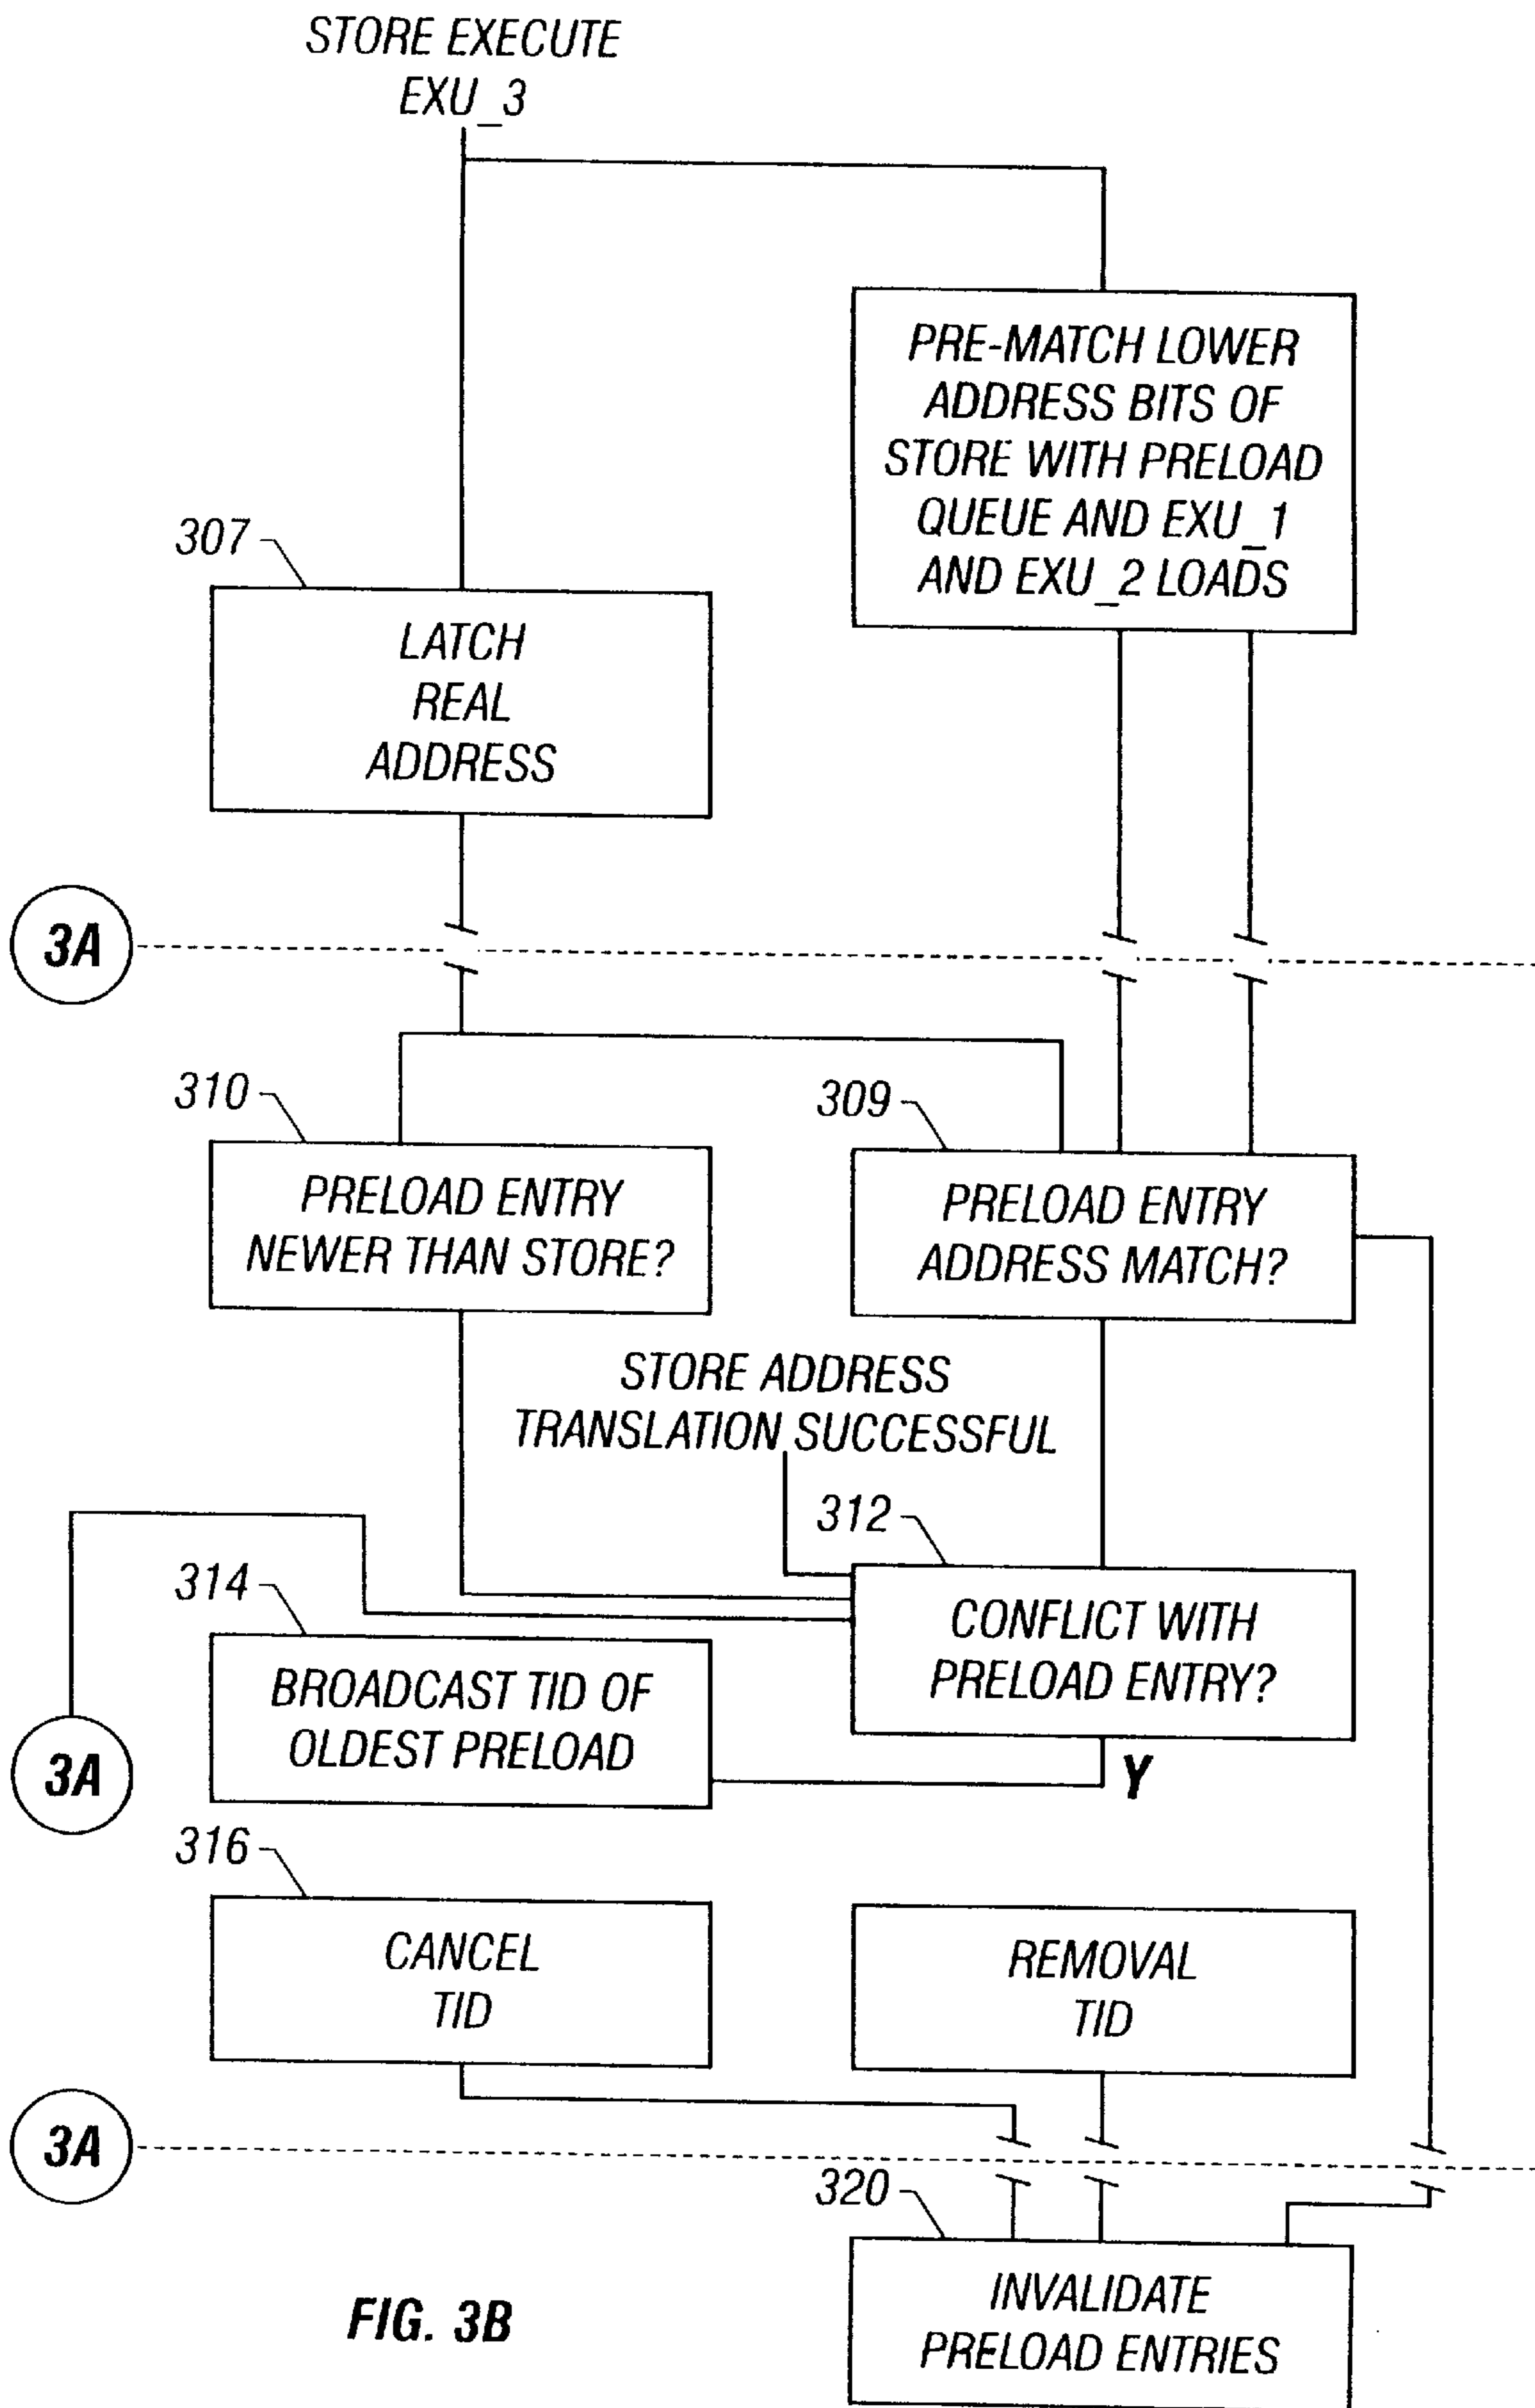 STORE EXECUTE
EXU_3
PRE-MATCH LOWER
ADDRESS BITS OF
STORE WITH PRELOAD
QUEUE AND EXU_1
AND EXU_2 LOADS
307
LATCH
REAL
ADDRESS
3A
310
PRELOAD ENTRY
NEWER THAN STORE?
309
PRELOAD ENTRY
ADDRESS MATCH?
STORE ADDRESS
TRANSLATION SUCCESSFUL
312
CONFLICT WITH
PRELOAD ENTRY?
314
BROADCAST TID OF
OLDEST PRELOAD
Y
3A
316
CANCEL
TID
REMOVAL
TID
3A
320
INVALIDATE
PRELOAD ENTRIES
FIG. 3B